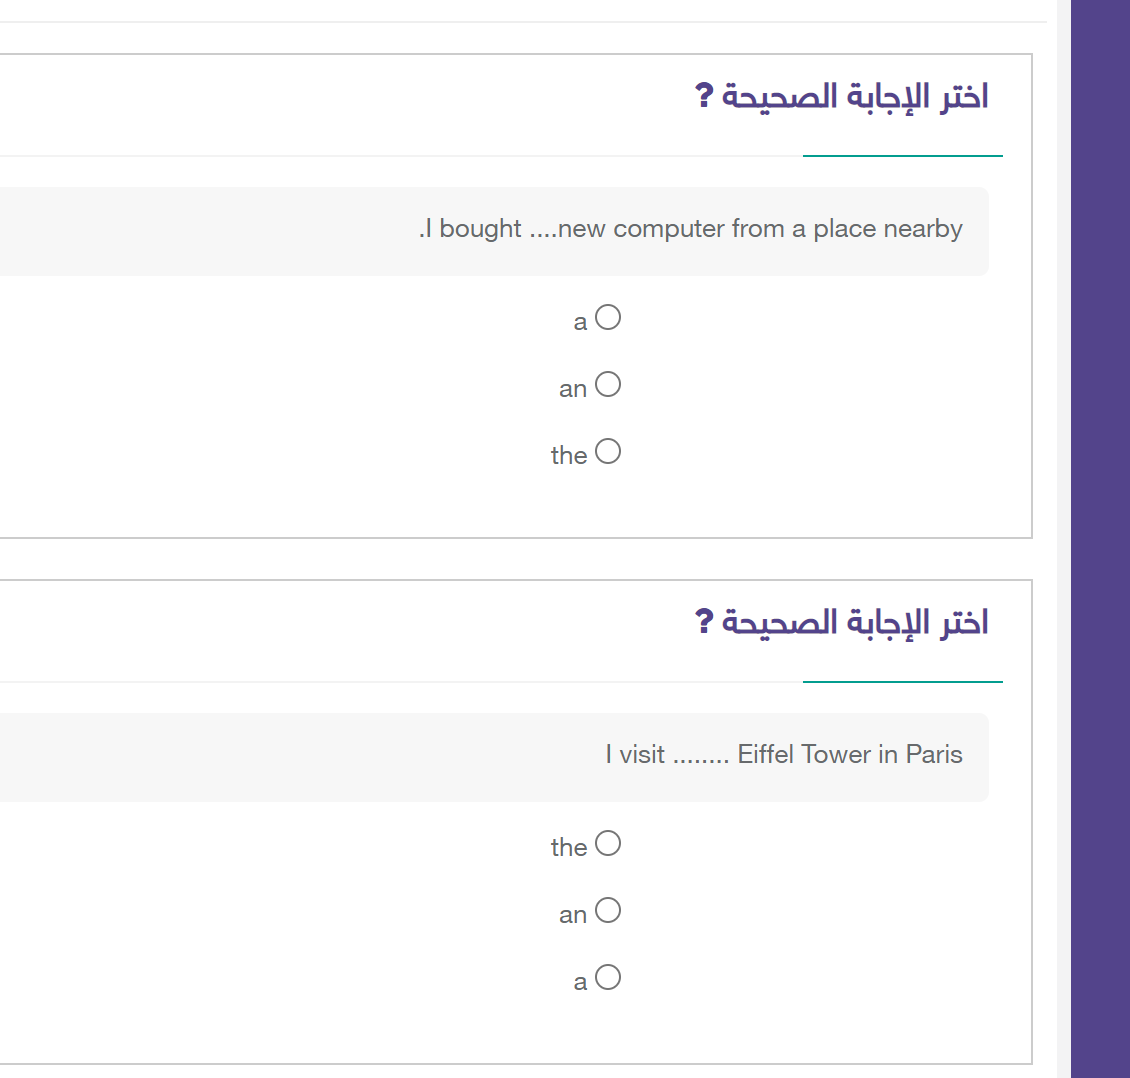 اختر الإجابة الصحيحة ?
.I bought ....new computer from a place nearby
a
an
the
اختر الإجابة الصحيحة ?
I visit ........ Eiffel Tower in Paris
the
an
a